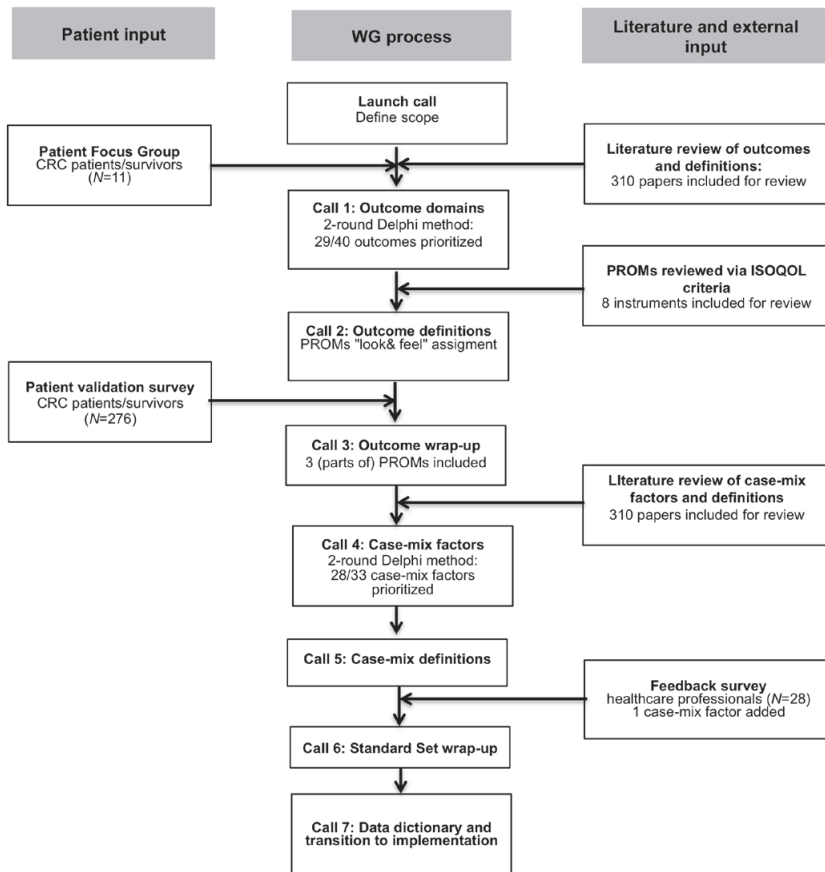 Patient input
WG process
Literature and external
input
Launch call
Define scope
Patient Focus Group
CRC patients/survivors
(N=11)
Literature review of outcomes
and definitions:
310 papers included for review
Call 1: Outcome domains
2-round Delphi method:
29/40 outcomes prioritized
PROMs reviewed via ISOQOL
criteria
8 instruments included for review
Call 2: Outcome definitions
PROMs "look& feel" assigment
Patient validation survey
CRC patients/survivors
(N=276)
Call 3: Outcome wrap-up
3 (parts of) PROMs included
LIterature review of case-mix
factors and definitions
310 papers included for review
Call 4: Case-mix factors
2-round Delphi method:
28/33 case-mix factors
prioritized
Call 5: Case-mix definitions
Feedback survey
healthcare professionals (N=28)
1 case-mix factor added
Call 6: Standard Set wrap-up
Call 7: Data dictionary and
transition to implementation